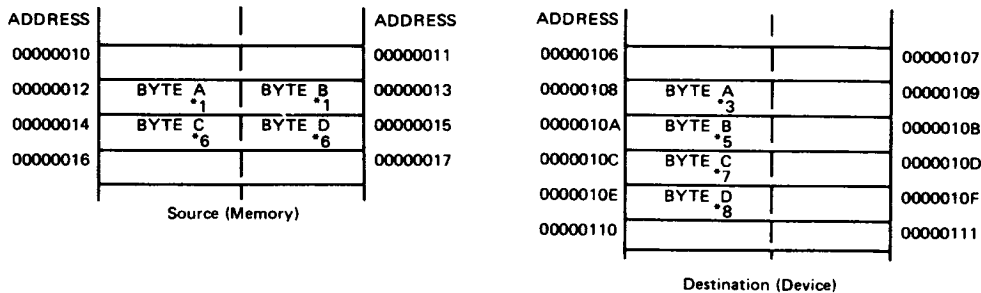 ADDRESS ADDRESS
00000010 00000011
00000012 BYTE A *1 BYTE B *1 00000013
00000014 BYTE C *6 BYTE D *6 00000015
00000016 00000017
Source (Memory)
ADDRESS
00000106 00000107
00000108 BYTE A *3 00000109
0000010A BYTE B *5 0000010B
0000010C BYTE C *7 0000010D
0000010E BYTE D *8 0000010F
00000110 00000111
Destination (Device)